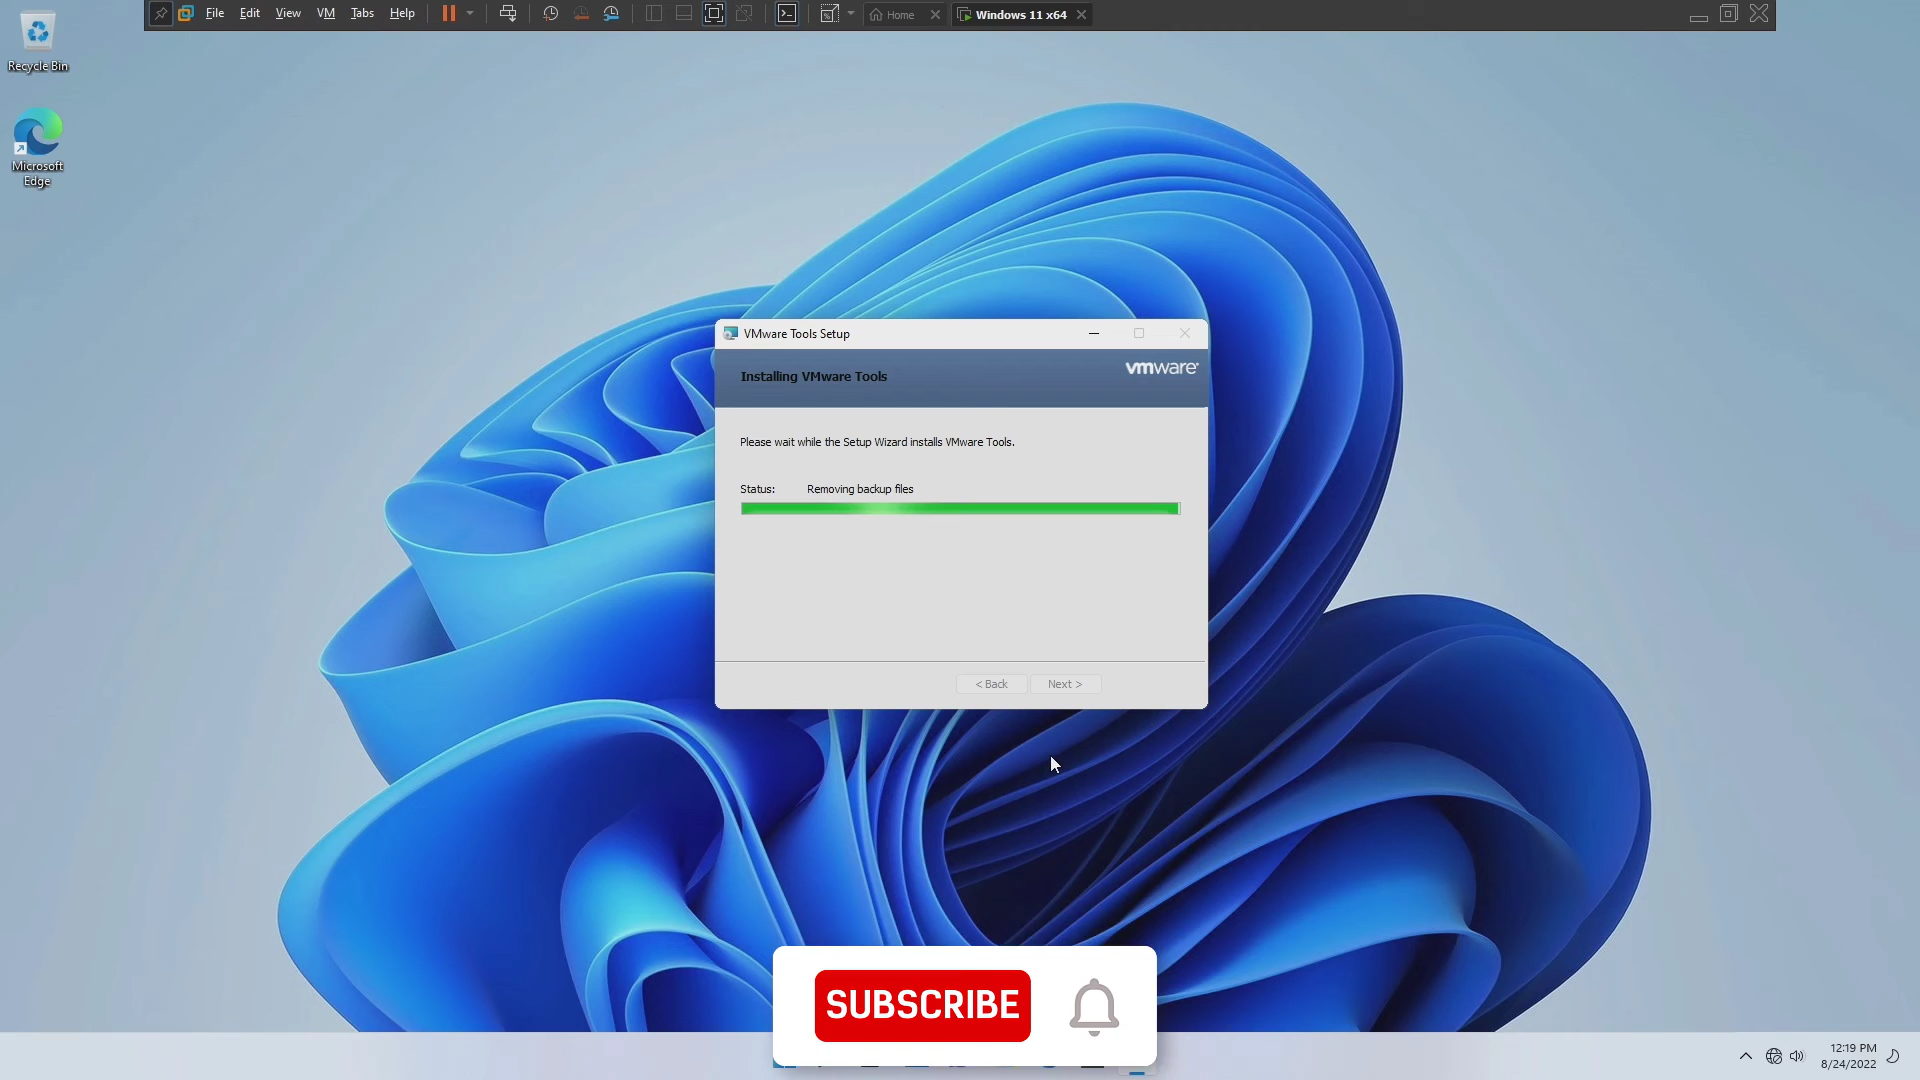 File Edit View VM Tabs Help Home Windows 11 x64
Recycle Bin
Microsoft
Edge
VMware Tools Setup
Installing VMware Tools
vmware
Please wait while the Setup Wizard installs VMware Tools.
Status: Removing backup files
< Back Next >
SUBSCRIBE
12:19 PM
8/24/2022